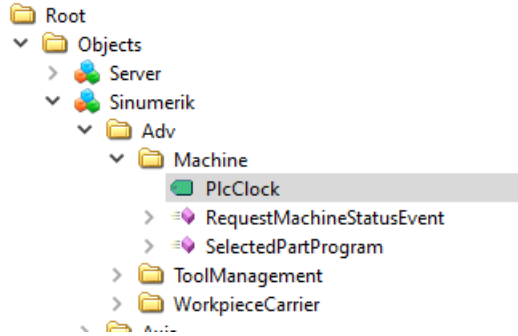 Root
Objects
Server
Sinumerik
Adv
Machine
PlcClock
RequestMachineStatusEvent
SelectedPartProgram
ToolManagement
WorkpieceCarrier